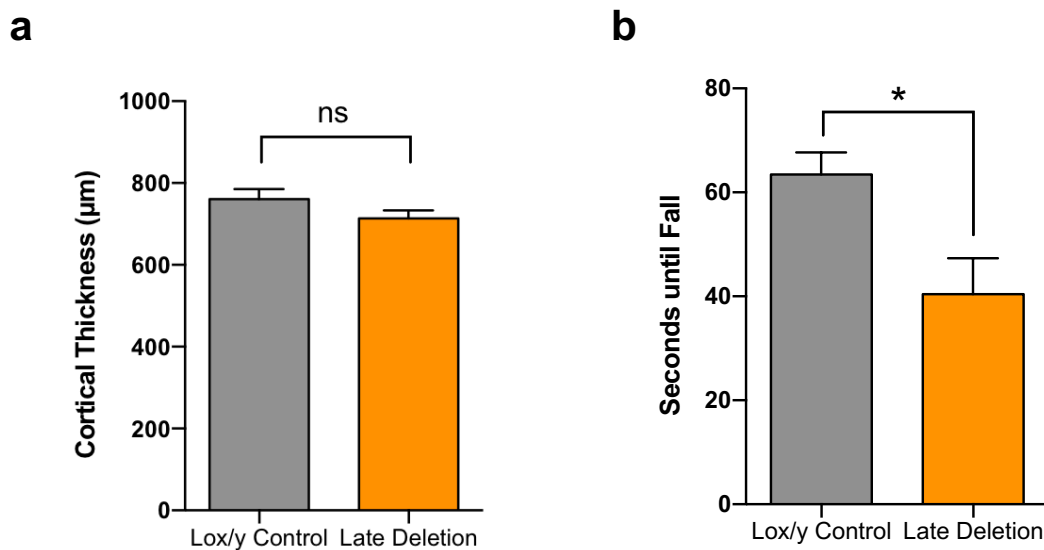 a
ns
Cortical Thickness (µm)
1000
800
600
400
200
0
Lox/y Control
Late Deletion
b
*
Seconds until Fall
80
60
40
20
0
Lox/y Control
Late Deletion